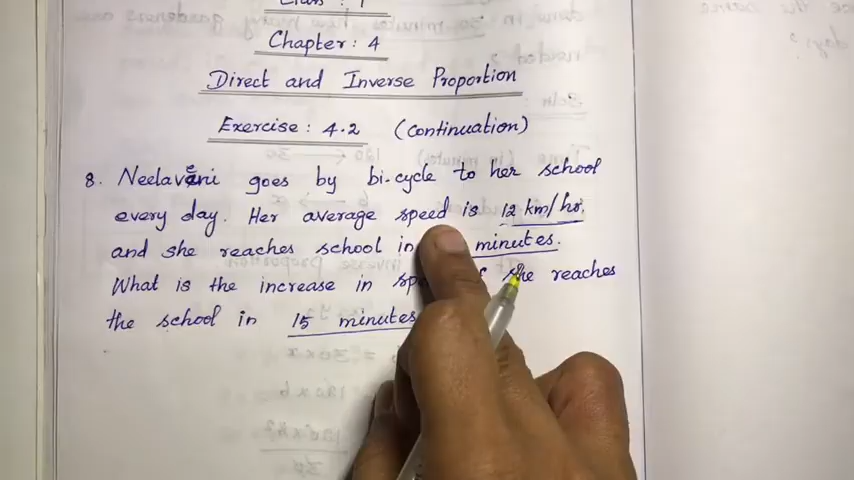 Chapter: 4
Direct and Inverse Proportion
Exercise: 4.2 (Continuation)
8. Neelaveni goes by bi-cycle to her school
every day. Her average speed is 12 km/hr,
and she reaches school in minutes.
What is the increase in she reaches
the school in 15 minutes